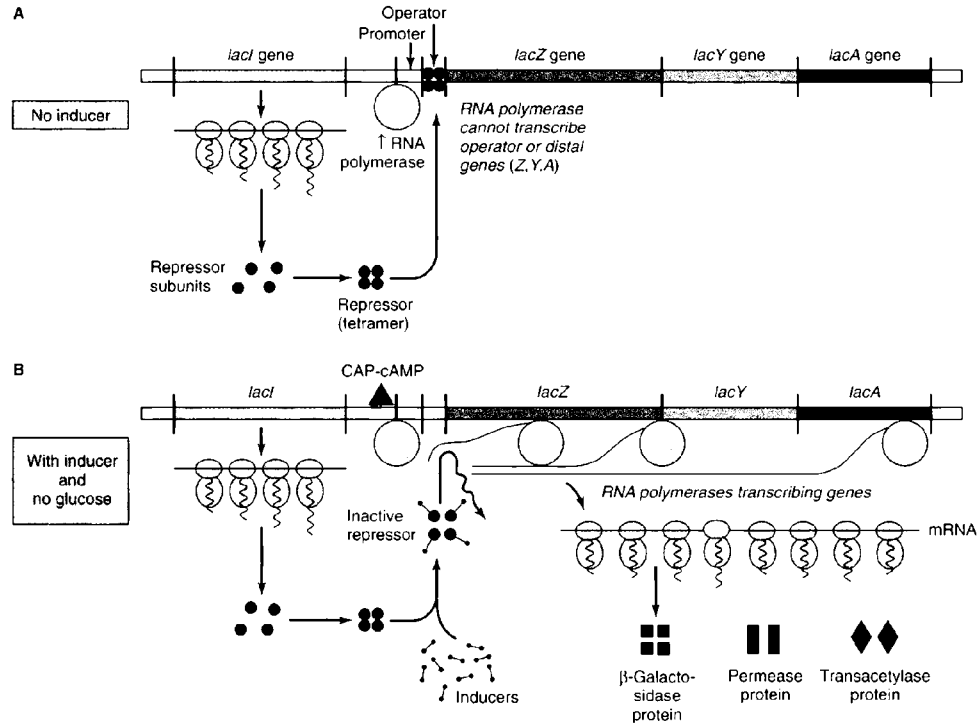 A
Operator
Promoter
lacI gene
lacZ gene
lacY gene
lacA gene
No inducer
↑ RNA
polymerase
RNA polymerase
cannot transcribe
operator or distal
genes (Z,Y,A)
Repressor
subunits
Repressor
(tetramer)
B
CAP-cAMP
lacI
lacZ
lacY
lacA
With inducer
and
no glucose
Inactive
repressor
RNA polymerases transcribing genes
mRNA
Inducers
β-Galacto-
sidase
protein
Permease
protein
Transacetylase
protein